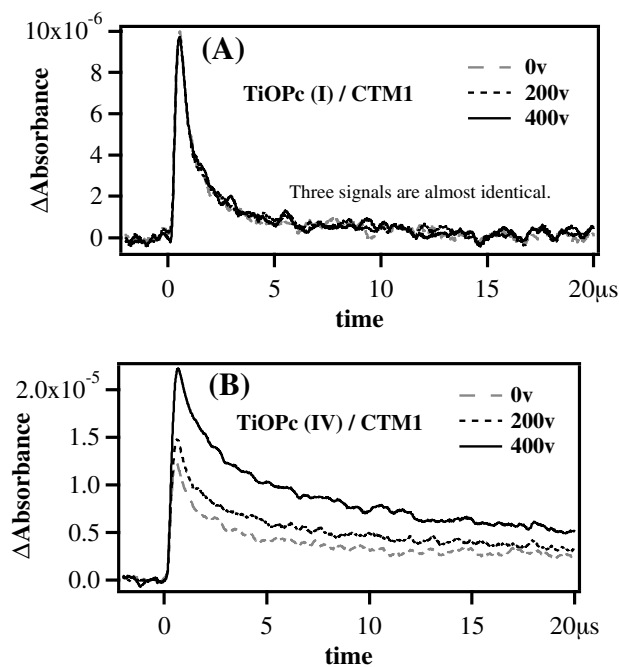 10x10⁻⁶
(A)
0v
TiOPc (I) / CTM1
200v
400v
8
6
4
2
0
ΔAbsorbance
Three signals are almost identical.
0
5
10
15
20µs
time
(B)
0v
2.0x10⁻⁵
TiOPc (IV) / CTM1
200v
400v
1.5
1.0
0.5
0.0
ΔAbsorbance
0
5
10
15
20µs
time